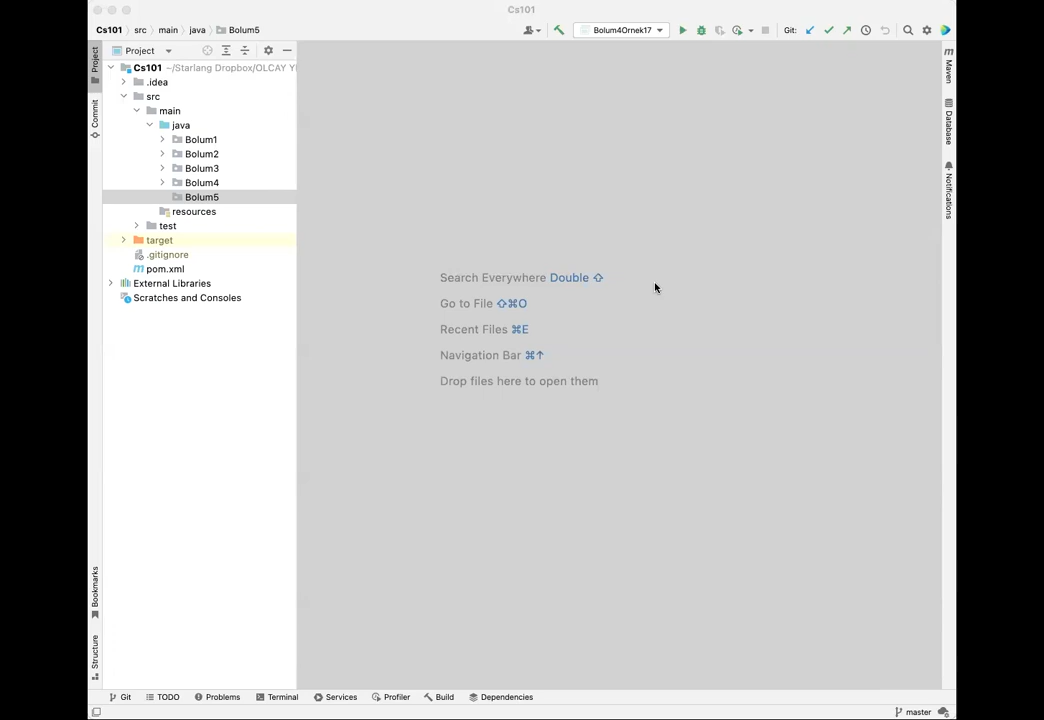 Cs101
Cs101 src main java Bolum5
Bolum4Ornek17
Git:
Project
Project
Commit
Bookmarks
Structure
Cs101 ~/Starlang Dropbox/OLCAY
.idea
src
main
java
Bolum1
Bolum2
Bolum3
Bolum4
Bolum5
resources
test
target
.gitignore
pom.xml
External Libraries
Scratches and Consoles
Search Everywhere Double ⇧
Go to File ⇧⌘O
Recent Files ⌘E
Navigation Bar ⌘↑
Drop files here to open them
m
Maven
Database
Notifications
Git TODO Problems Terminal Services Profiler Build Dependencies
master